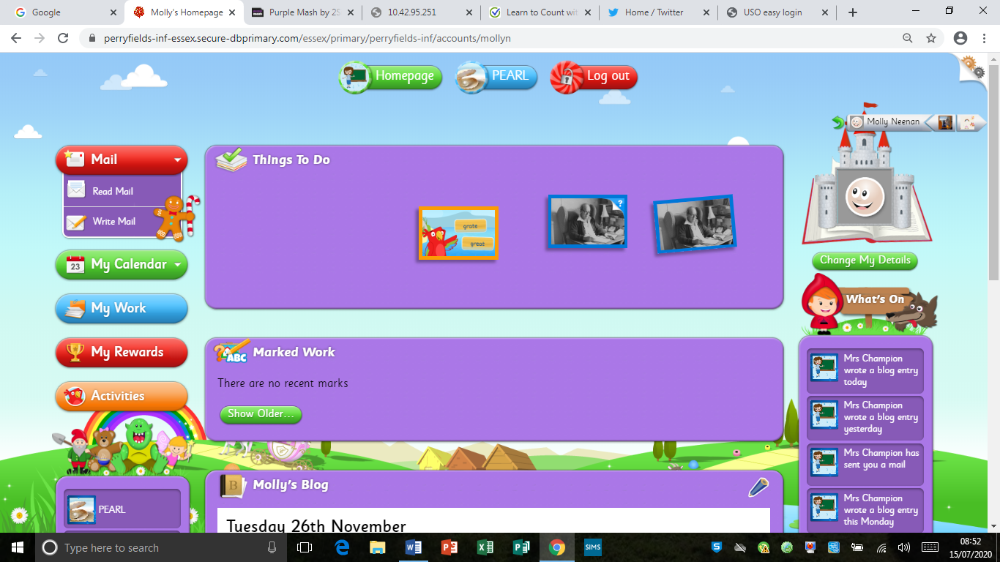 Google
Molly's Homepage
Purple Mash by 2S
10.42.95.251
Learn to Count wit
Home / Twitter
USO easy login
perryfields-inf-essex.secure-dbprimary.com/essex/primary/perryfields-inf/accounts/mollyn
Homepage
PEARL
Log out
Molly Neenan
Mail
Read Mail
Write Mail
23
My Calendar
My Work
My Rewards
Activities
PEARL
Things To Do
grate
great
?
ABC
Marked Work
There are no recent marks
Show Older...
B
Molly's Blog
Tuesday 26th November
Change My Details
What's On
Mrs Champion
wrote a blog entry
today
Mrs Champion
wrote a blog entry
yesterday
Mrs Champion has
sent you a mail
Mrs Champion
wrote a blog entry
this Monday
Type here to search
SIMS
08:52
15/07/2020